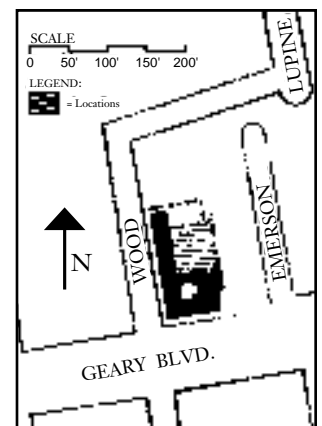 SCALE
0 50' 100' 150' 200'
LEGEND:
= Locations
LUPINE
WOOD
EMERSON
N
GEARY BLVD.